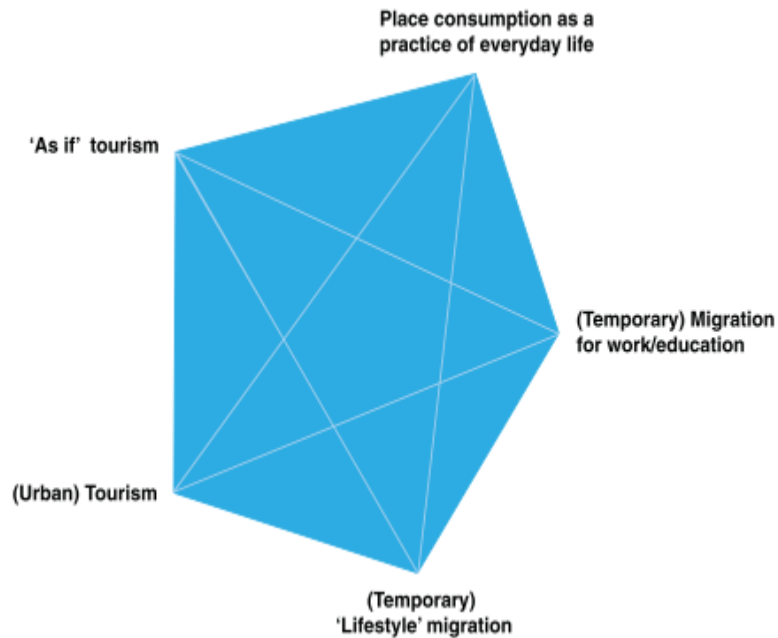 Place consumption as a
practice of everyday life
‘As if’ tourism
(Temporary) Migration
for work/education
(Urban) Tourism
(Temporary)
‘Lifestyle’ migration